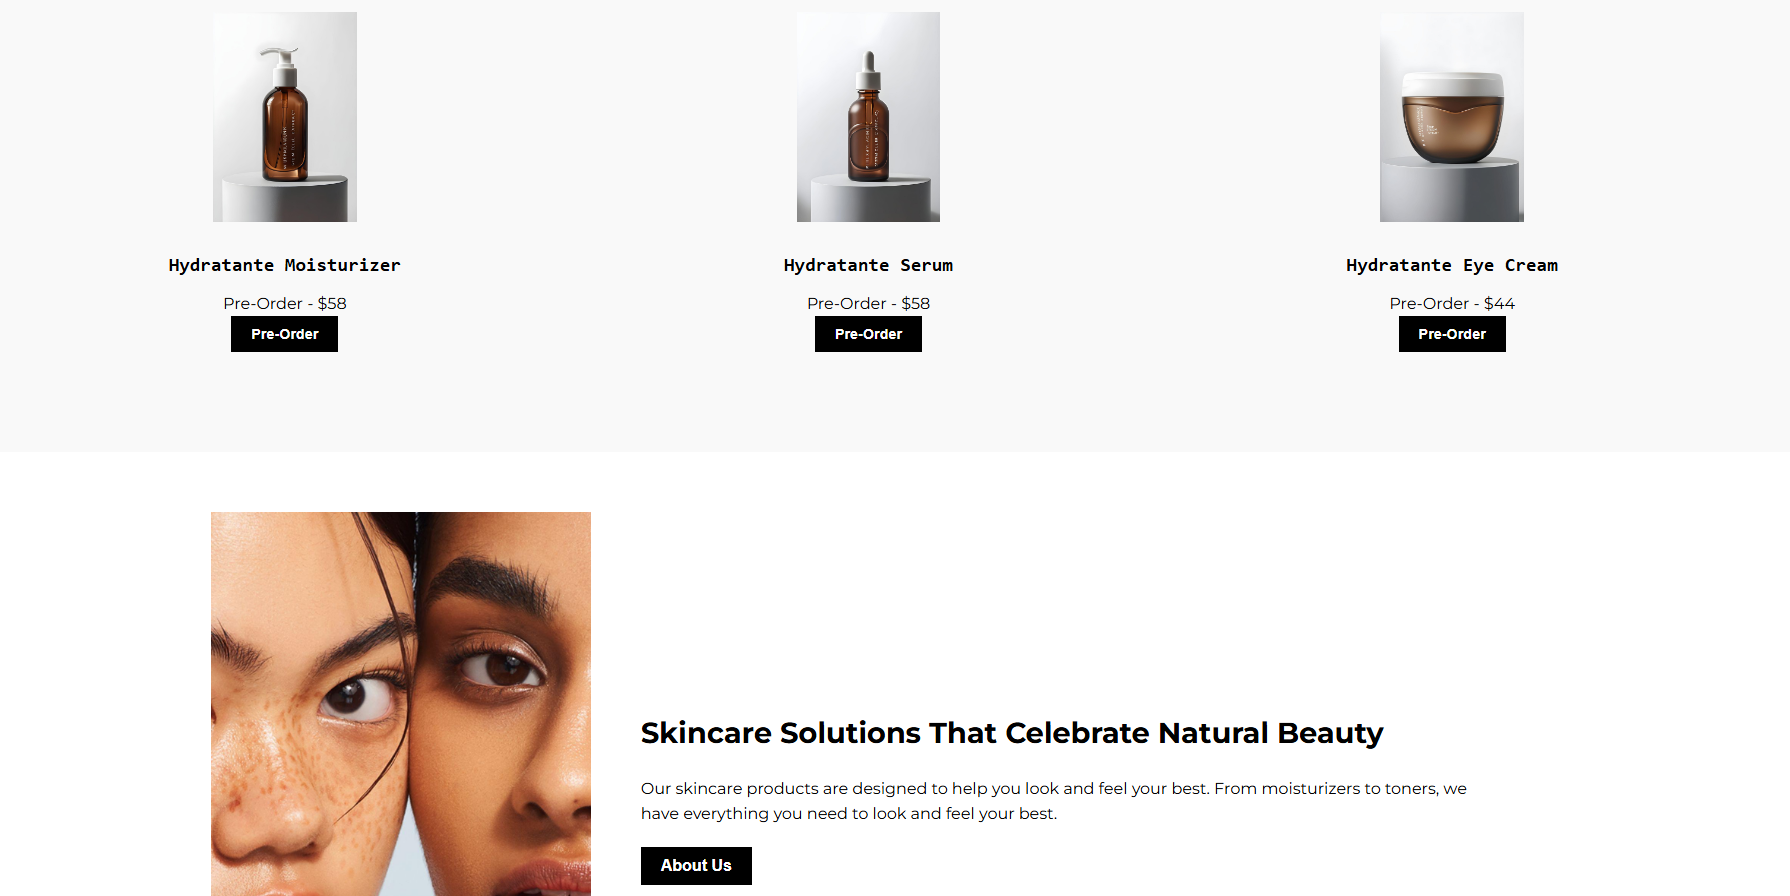 Hydratante Moisturizer
Pre-Order - $58
Pre-Order
Hydratante Serum
Pre-Order - $58
Pre-Order
Hydratante Eye Cream
Pre-Order - $44
Pre-Order
Skincare Solutions That Celebrate Natural Beauty
Our skincare products are designed to help you look and feel your best. From moisturizers to toners, we
have everything you need to look and feel your best.
About Us